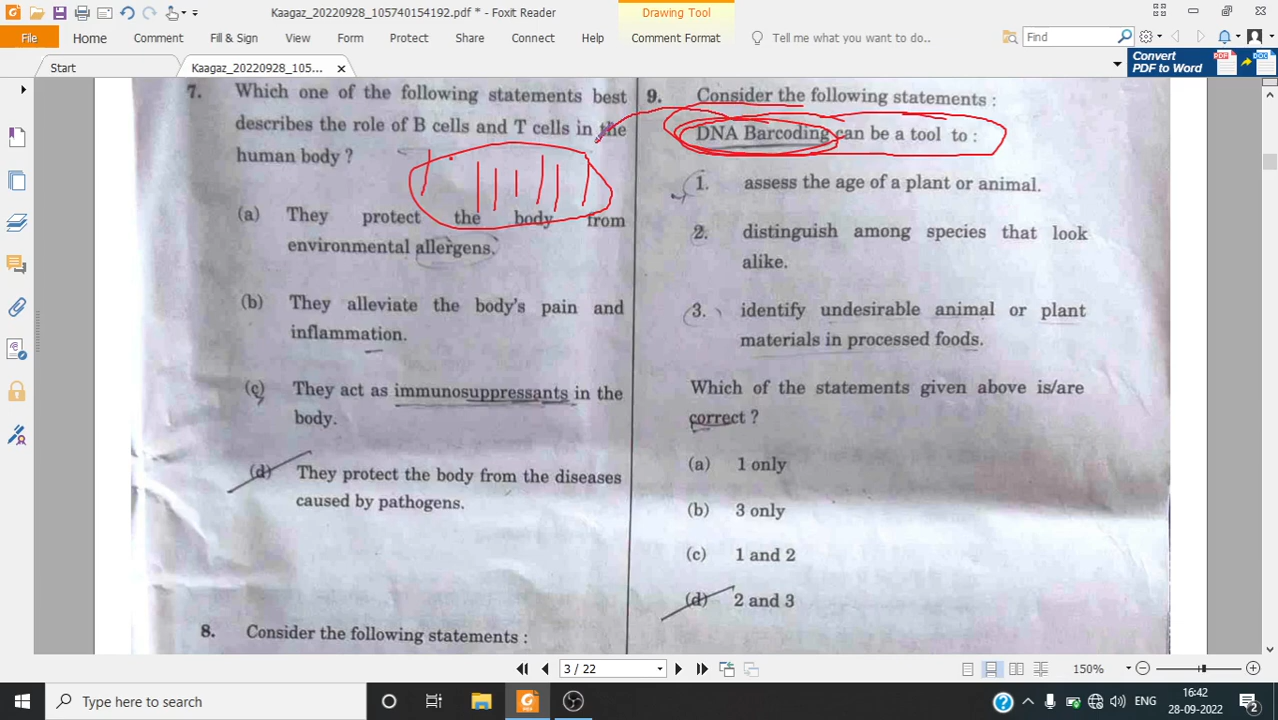 Kaagaz_20220928_105740154192.pdf * - Foxit Reader
Drawing Tool
File
Home
Comment
Fill & Sign
View
Form
Protect
Share
Connect
Help
Comment Format
Tell me what you want to do..
Find
Start
Kaagaz_20220928_105...
Convert
PDF to Word
7. Which one of the following statements best
describes the role of B cells and T cells in the
human body ?
(a) They protect the body from
environmental allergens.
(b) They alleviate the body's pain and
inflammation.
(c) They act as immunosuppressants in the
body.
(d) They protect the body from the diseases
caused by pathogens.
8. Consider the following statements :
9. Consider the following statements :
DNA Barcoding can be a tool to :
1. assess the age of a plant or animal.
2. distinguish among species that look
alike.
3. identify undesirable animal or plant
materials in processed foods.
Which of the statements given above is/are
correct ?
(a) 1 only
(b) 3 only
(c) 1 and 2
(d) 2 and 3
3 / 22
150%
Type here to search
ENG
16:42
28-09-2022
2